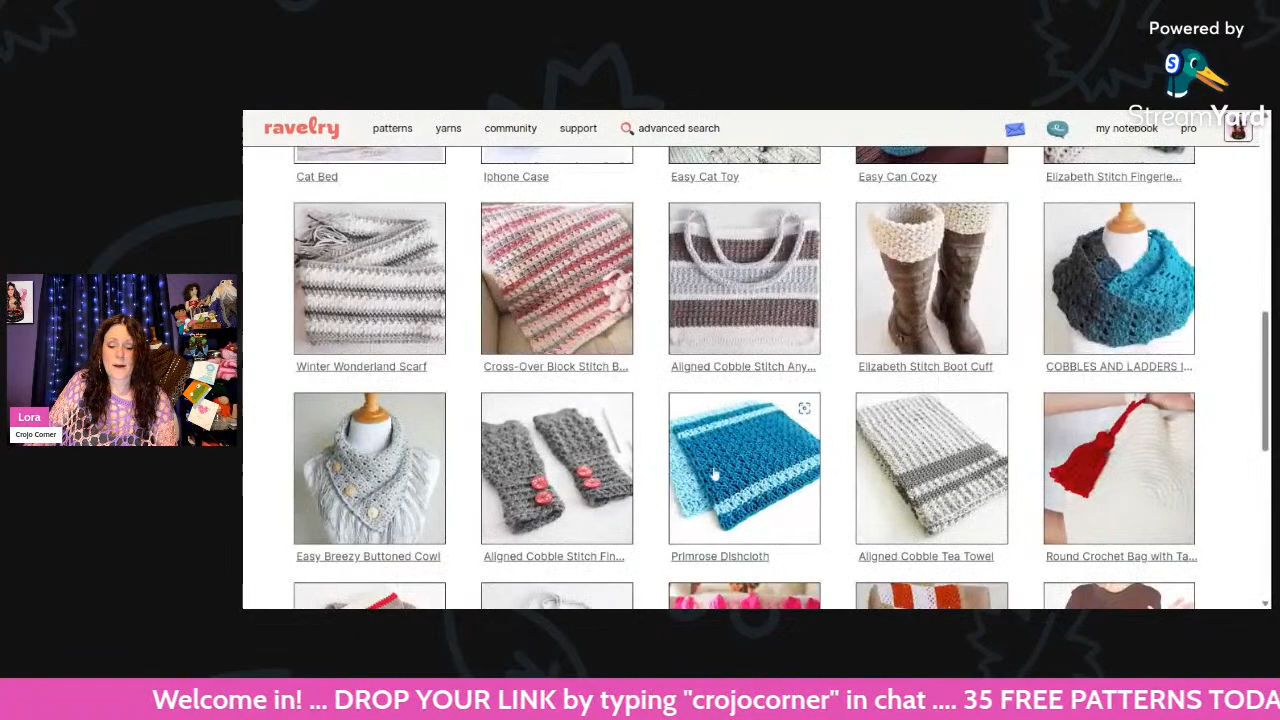 Powered by
StreamYard
ravelry patterns yarns community support advanced search my notebook pro
Cat Bed Iphone Case Easy Cat Toy Easy Can Cozy Elizabeth Stitch Fingerle...
Winter Wonderland Scarf Cross-Over Block Stitch B... Aligned Cobble Stitch Any... Elizabeth Stitch Boot Cuff COBBLES AND LADDERS I...
Easy Breezy Buttoned Cowl Aligned Cobble Stitch Fin... Primrose Dishcloth Aligned Cobble Tea Towel Round Crochet Bag with Ta...
Lora
Crojo Corner
Welcome in! ... DROP YOUR LINK by typing "crojocorner" in chat .... 35 FREE PATTERNS TODA